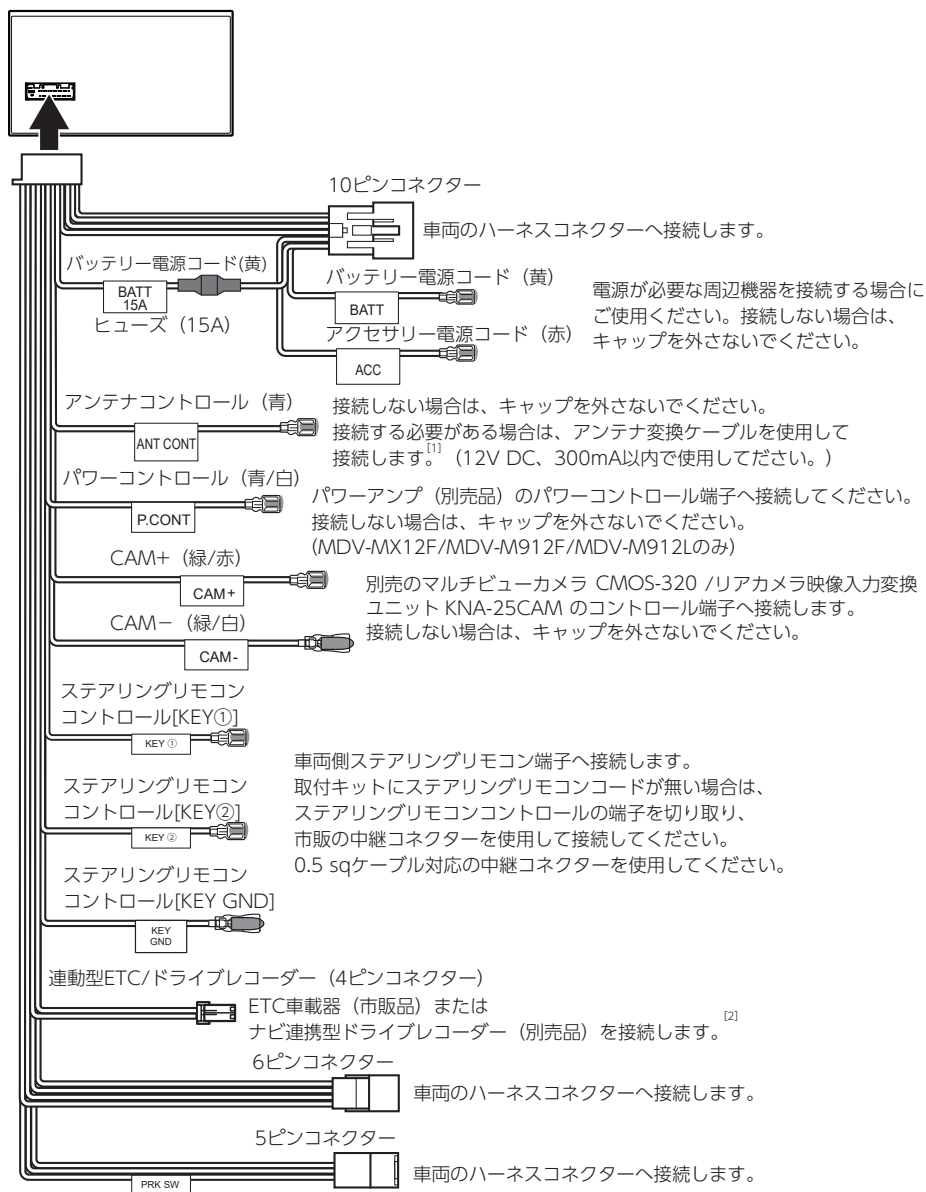 10ピンコネクター
車両のハーネスコネクターへ接続します。
バッテリー電源コード(黄)
BATT
15A
ヒューズ（15A）
バッテリー電源コード（黄）
BATT
アクセサリー電源コード（赤）
ACC
電源が必要な周辺機器を接続する場合に
ご使用ください。接続しない場合は、
キャップを外さないでください。
アンテナコントロール（青）
ANT CONT
接続しない場合は、キャップを外さないでください。
接続する必要がある場合は、アンテナ変換ケーブルを使用して
接続します。[1]（12V DC、300mA以内で使用してださい。）
パワーコントロール（青/白）
P.CONT
パワーアンプ（別売品）のパワーコントロール端子へ接続してください。
接続しない場合は、キャップを外さないでください。
(MDV-MX12F/MDV-M912F/MDV-M912Lのみ)
CAM+（緑/赤）
CAM+
CAM－（緑/白）
CAM-
別売のマルチビューカメラ CMOS-320 /リアカメラ映像入力変換
ユニット KNA-25CAM のコントロール端子へ接続します。
接続しない場合は、キャップを外さないでください。
ステアリングリモコン
コントロール[KEY①]
KEY ①
ステアリングリモコン
コントロール[KEY②]
KEY ②
ステアリングリモコン
コントロール[KEY GND]
KEY
GND
車両側ステアリングリモコン端子へ接続します。
取付キットにステアリングリモコンコードが無い場合は、
ステアリングリモコンコントロールの端子を切り取り、
市販の中継コネクターを使用して接続してください。
0.5 sqケーブル対応の中継コネクターを使用してください。
連動型ETC/ドライブレコーダー（4ピンコネクター）
ETC車載器（市販品）または
ナビ連携型ドライブレコーダー（別売品）を接続します。[2]
6ピンコネクター
車両のハーネスコネクターへ接続します。
5ピンコネクター
車両のハーネスコネクターへ接続します。
PRK SW